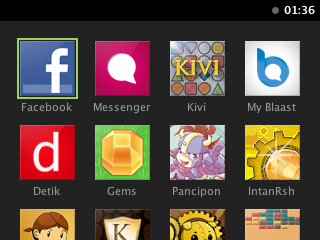 01:36
f
KIVI
b
Facebook Messenger Kivi My Blaast
d
Detik Gems Pancipon IntanRsh
K